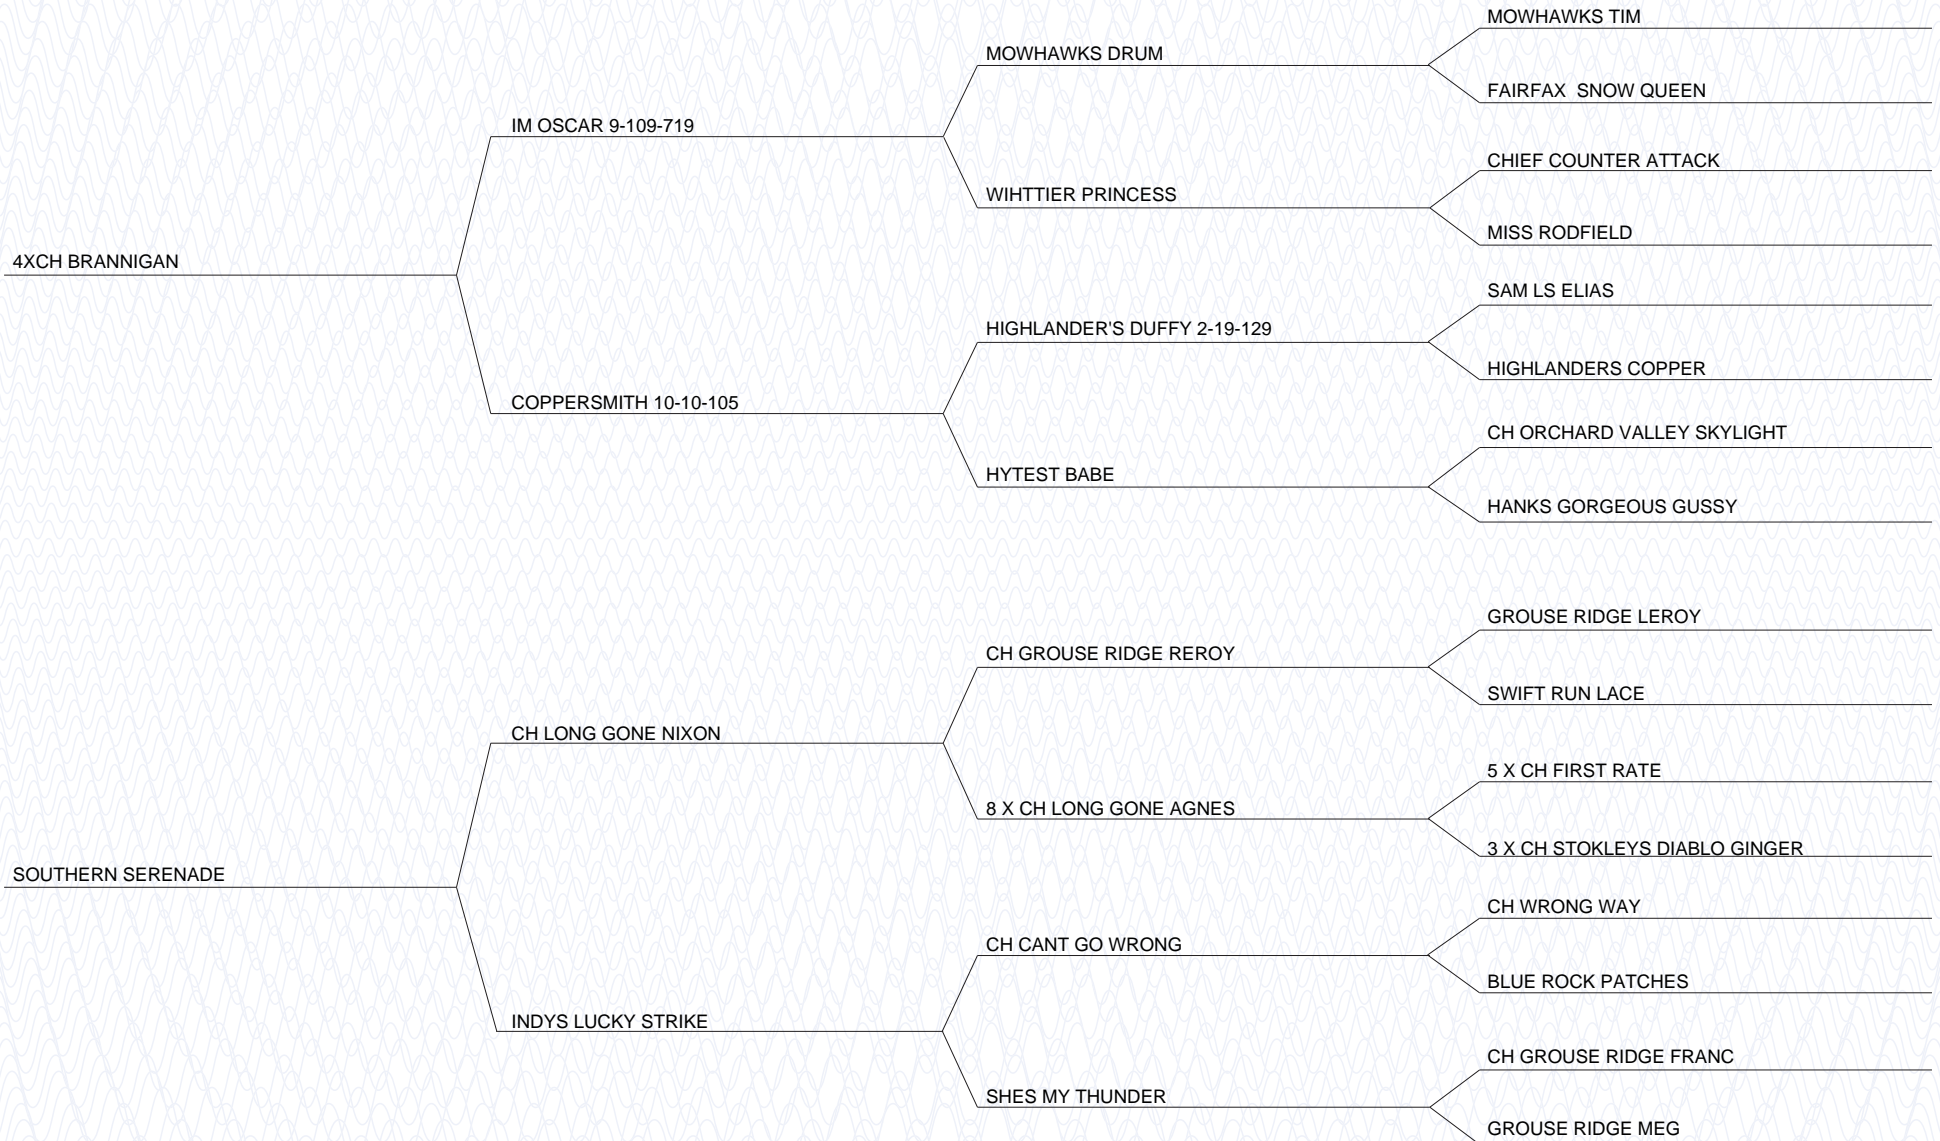 MOWHAWKS TIM
MOWHAWKS DRUM
FAIRFAX  SNOW QUEEN
IM OSCAR 9-109-719
CHIEF COUNTER ATTACK
WIHTTIER PRINCESS
MISS RODFIELD
4XCH BRANNIGAN
SAM LS ELIAS
HIGHLANDER'S DUFFY 2-19-129
HIGHLANDERS COPPER
COPPERSMITH 10-10-105
CH ORCHARD VALLEY SKYLIGHT
HYTEST BABE
HANKS GORGEOUS GUSSY
GROUSE RIDGE LEROY
CH GROUSE RIDGE REROY
SWIFT RUN LACE
CH LONG GONE NIXON
5 X CH FIRST RATE
8 X CH LONG GONE AGNES
3 X CH STOKLEYS DIABLO GINGER
SOUTHERN SERENADE
CH WRONG WAY
CH CANT GO WRONG
BLUE ROCK PATCHES
INDYS LUCKY STRIKE
CH GROUSE RIDGE FRANC
SHES MY THUNDER
GROUSE RIDGE MEG